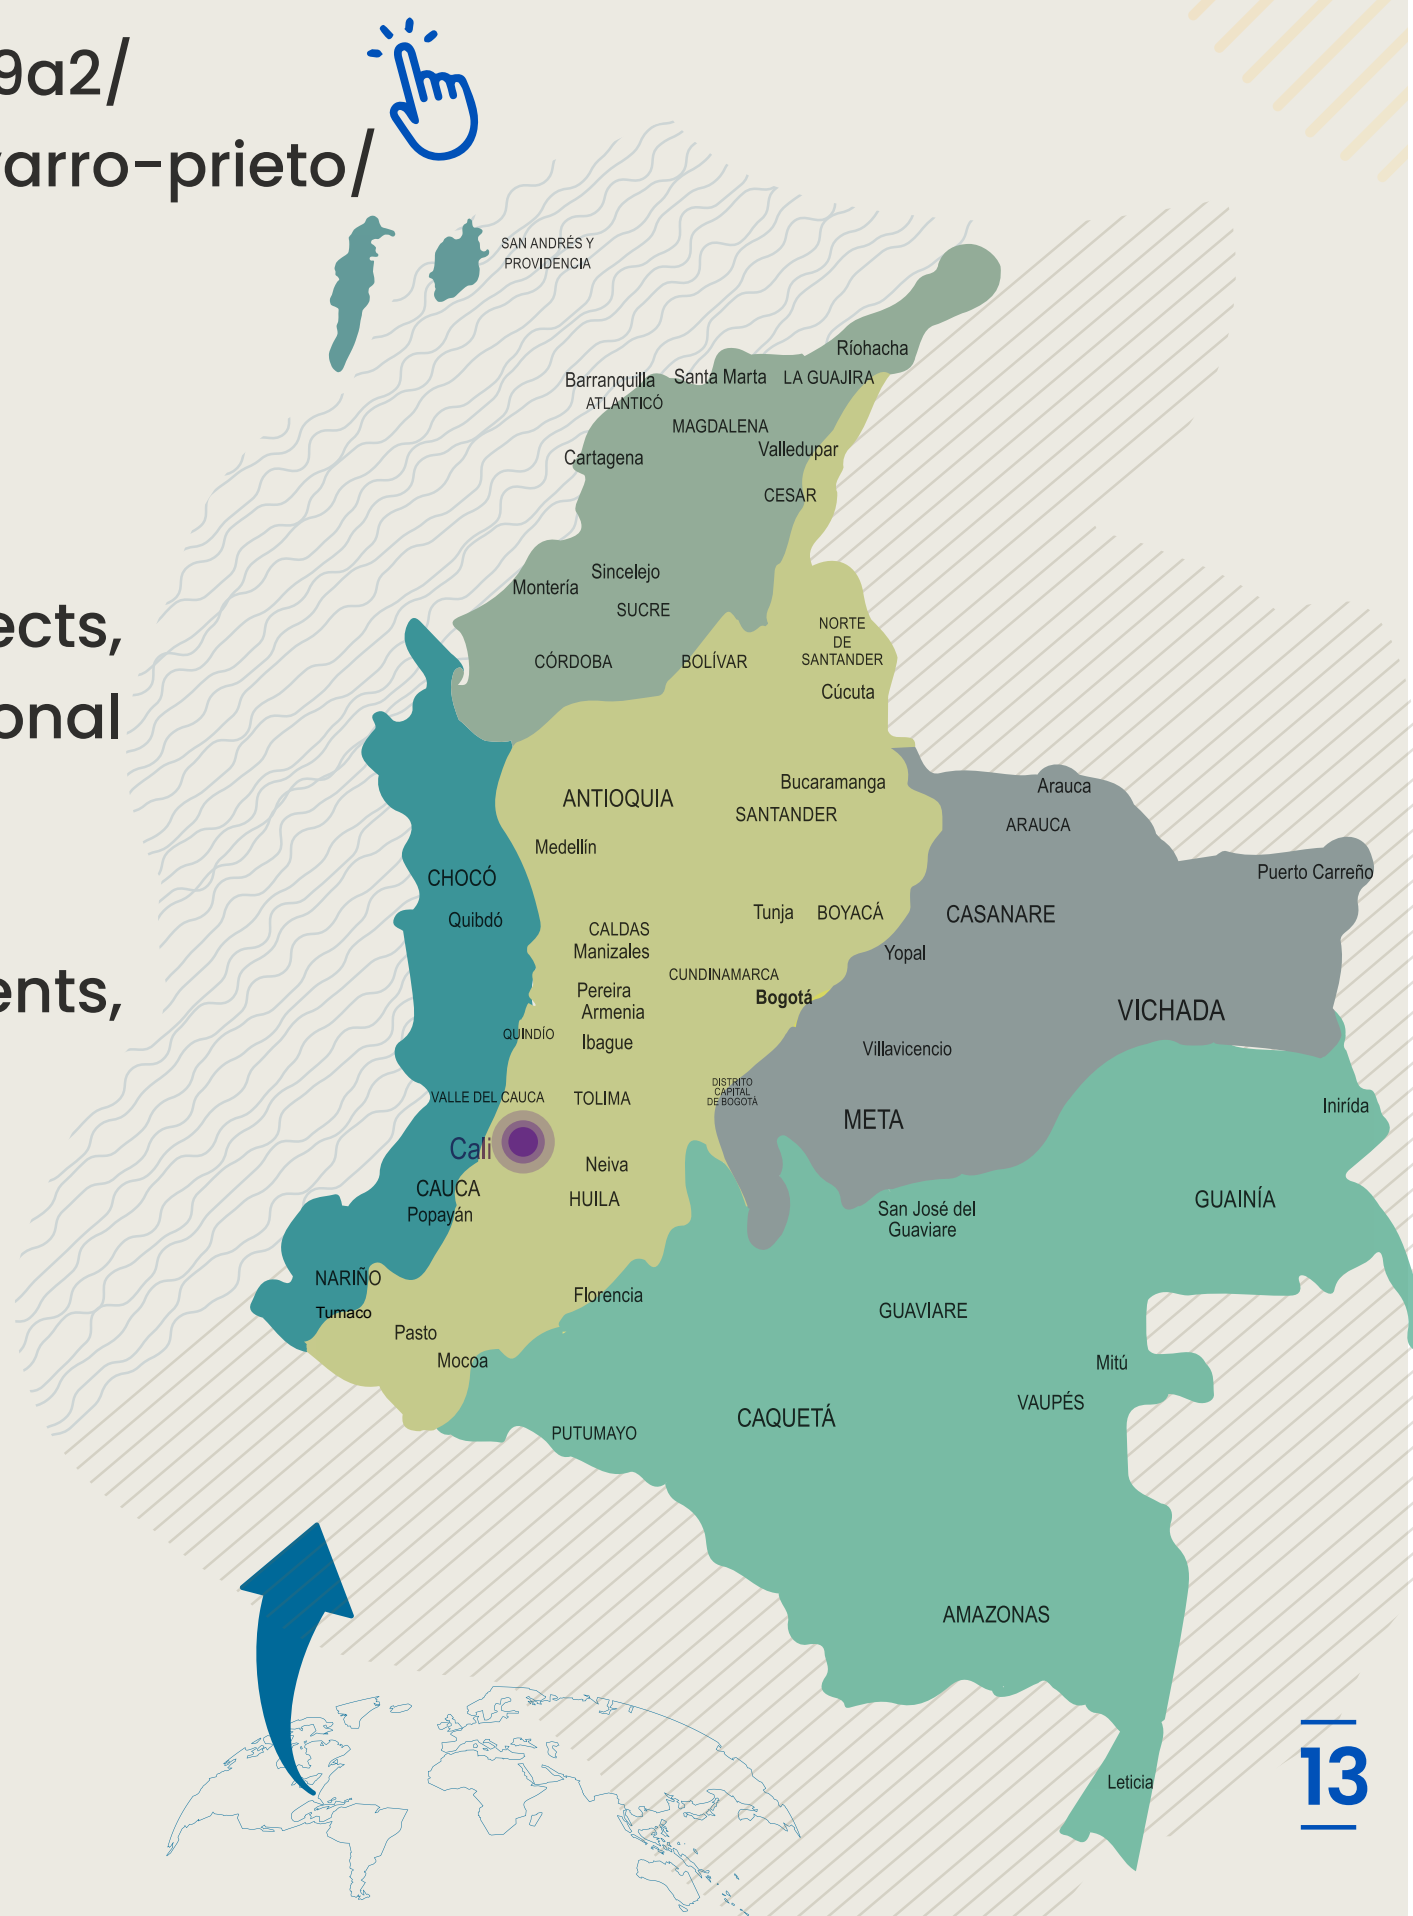 9a2/
varro-prieto/
SAN ANDRÉS Y
PROVIDENCIA
Ríohacha
Barranquilla
Santa Marta
LA GUAJIRA
ATLANTICÓ
MAGDALENA
Valledupar
Cartagena
CESAR
Sincelejo
Montería
SUCRE
ects,
NORTE
DE
SANTANDER
CÓRDOBA
BOLÍVAR
Cúcuta
onal
Bucaramanga
Arauca
ANTIOQUIA
SANTANDER
ARAUCA
Medellín
Puerto Carreño
CHOCÓ
Quibdó
Tunja
BOYACÁ
CASANARE
CALDAS
Manizales
Yopal
CUNDINAMARCA
ents,
Pereira
Bogotá
Armenia
VICHADA
QUINDÍO
Ibague
Villavicencio
DISTRITO
CAPITAL
DE BOGOTÁ
VALLE DEL CAUCA
TOLIMA
META
Inirída
Cali
Neiva
CAUCA
HUILA
GUAINÍA
Popayán
San José del
Guaviare
NARIÑO
Florencia
Tumaco
GUAVIARE
Pasto
Mocoa
Mitú
VAUPÉS
CAQUETÁ
PUTUMAYO
AMAZONAS
Leticia
13